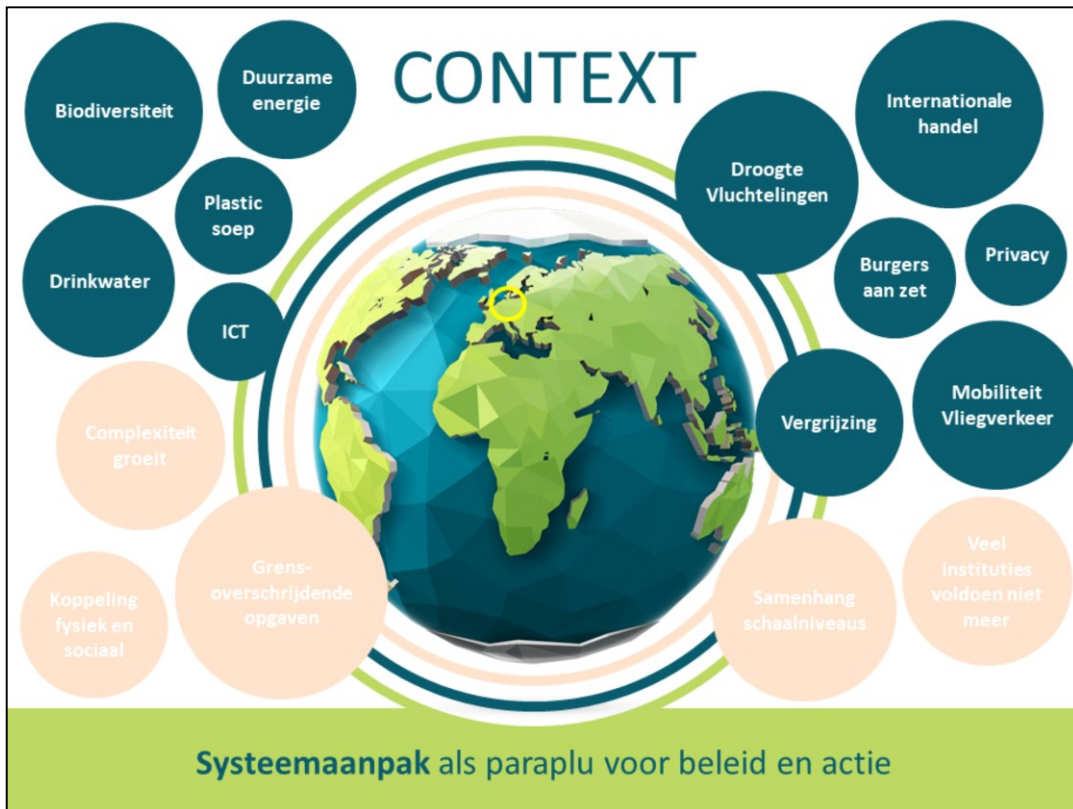 CONTEXT
Biodiversiteit
Duurzame
energie
Plastic
soep
Drinkwater
ICT
Complexiteit
groeit
Koppeling
fysiek en
sociaal
Grens-
overschrijdende
opgaven
Internationale
handel
Droogte
Vluchtelingen
Privacy
Burgers
aan zet
Vergrijzing
Mobiliteit
Vliegverkeer
Samenhang
schaalniveaus
Veel
instituties
voldoen niet
meer
Systeemaanpak als paraplu voor beleid en actie